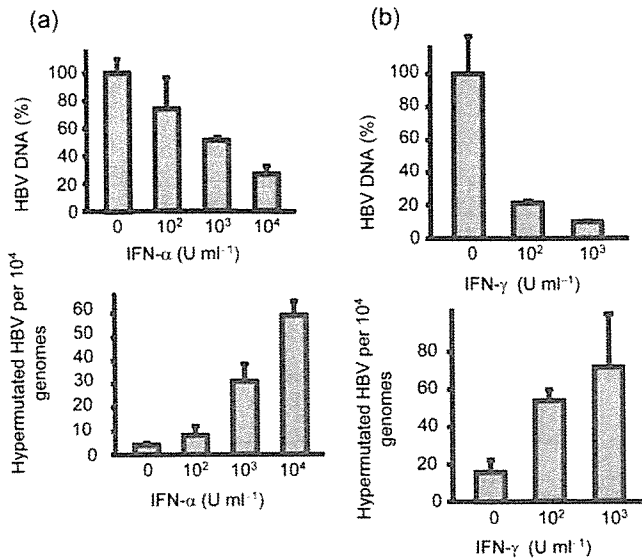 (a)
HBV DNA (%)
100
80
60
40
20
0
0 10² 10³ 10⁴
IFN-α (U ml⁻¹)
Hypermutated HBV per 10⁴
genomes
60
50
40
30
20
10
0
0 10² 10³ 10⁴
IFN-α (U ml⁻¹)
(b)
HBV DNA (%)
100
80
60
40
20
0
0 10² 10³
IFN-γ (U ml⁻¹)
Hypermutated HBV per 10⁴
genomes
80
60
40
20
0
0 10² 10³
IFN-γ (U ml⁻¹)